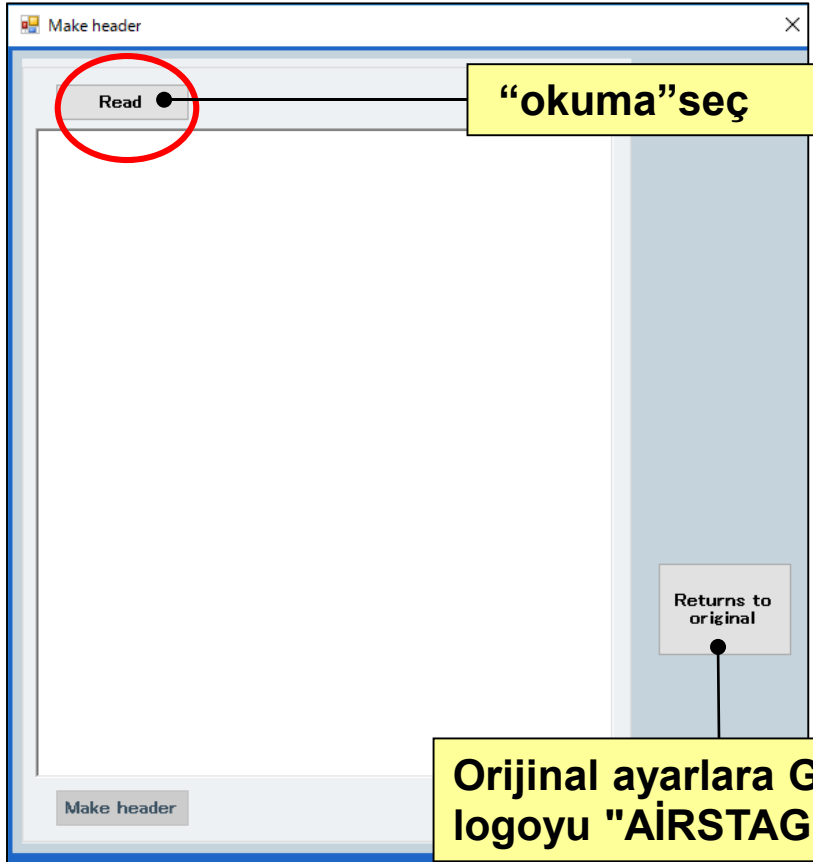 Make header
Read
“okuma”seç
Returns to
original
Orijinal ayarlara
logoyu "AİRSTAG
Make header